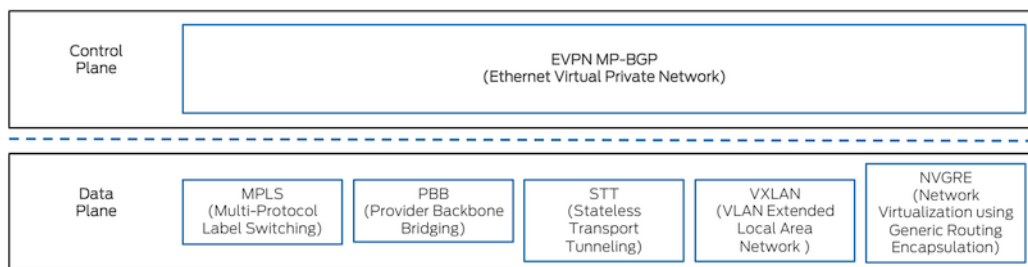 Control
Plane
EVPN MP-BGP
(Ethernet Virtual Private Network)
Data
Plane
MPLS
(Multi-Protocol
Label Switching)
PBB
(Provider Backbone
Bridging)
STT
(Stateless
Transport
Tunneling)
VXLAN
(VLAN Extended
Local Area
Network )
NVGRE
(Network
Virtualization using
Generic Routing
Encapsulation)